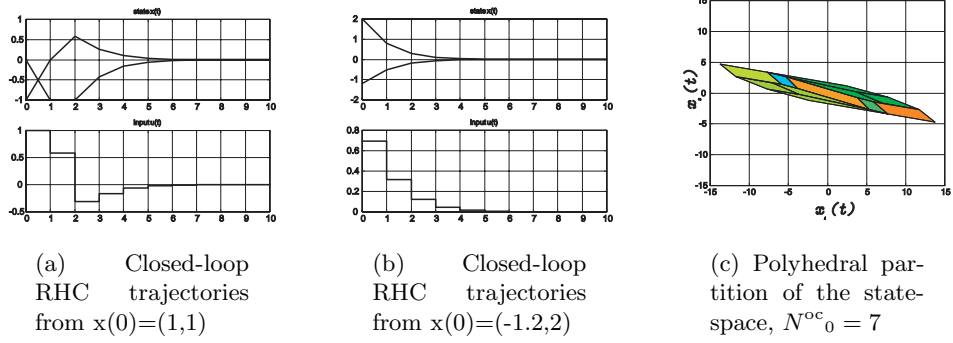 state x(t)
1
0.5
0
-0.5
-1
0 1 2 3 4 5 6 7 8 9 10
input u(t)
1
0.5
0
-0.5
0 1 2 3 4 5 6 7 8 9 10
(a) Closed-loop
RHC trajectories
from x(0)=(1,1)
state x(t)
2
1
0
-1
-2
0 1 2 3 4 5 6 7 8 9 10
input u(t)
0.8
0.6
0.4
0.2
0
0 1 2 3 4 5 6 7 8 9 10
(b) Closed-loop
RHC trajectories
from x(0)=(-1.2,2)
15
10
5
0
-5
-10
-15
-15 -10 -5 0 5 10 15
x (t)
x (t)
(c) Polyhedral par-
tition of the state-
space, N^oc_0 = 7